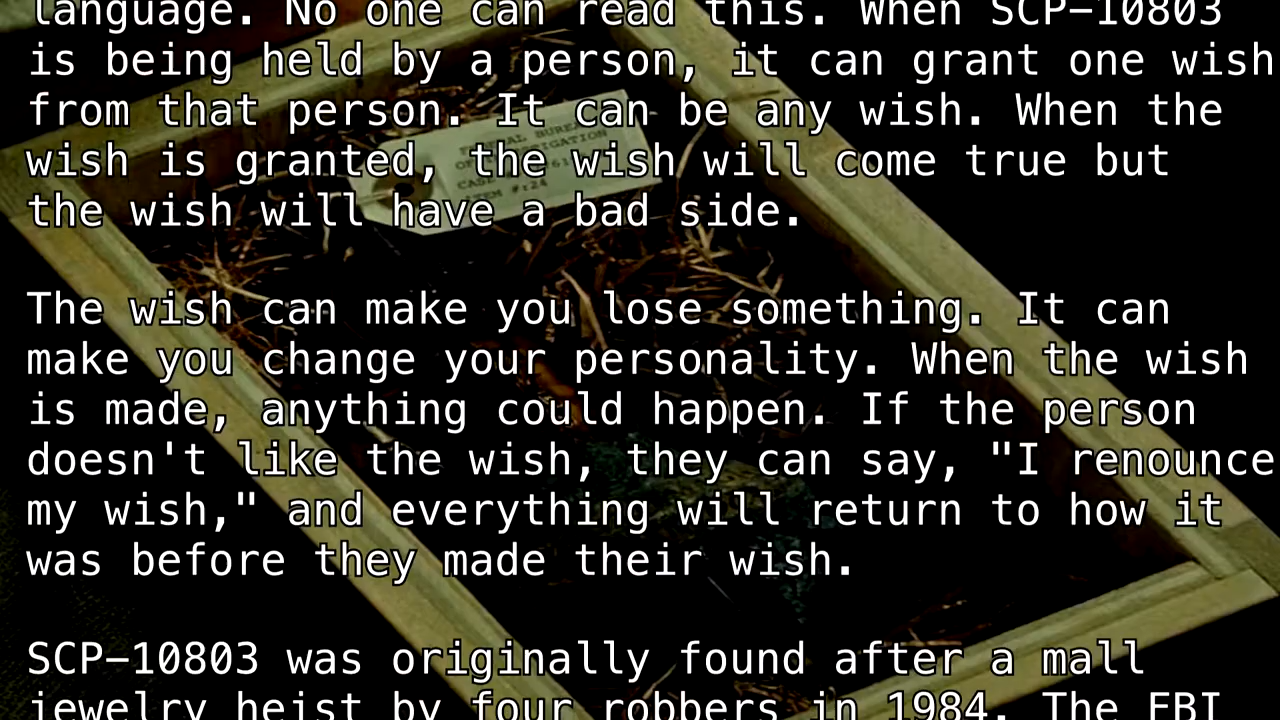 language. No one can read this. When SCP-10803
is being held by a person, it can grant one wish
from that person. It can be any wish. When the
wish is granted, the wish will come true but
the wish will have a bad side.
The wish can make you lose something. It can
make you change your personality. When the wish
is made, anything could happen. If the person
doesn't like the wish, they can say, "I renounce
my wish," and everything will return to how it
was before they made their wish.
SCP-10803 was originally found after a mall
jewelry heist by four robbers in 1984. The FBI